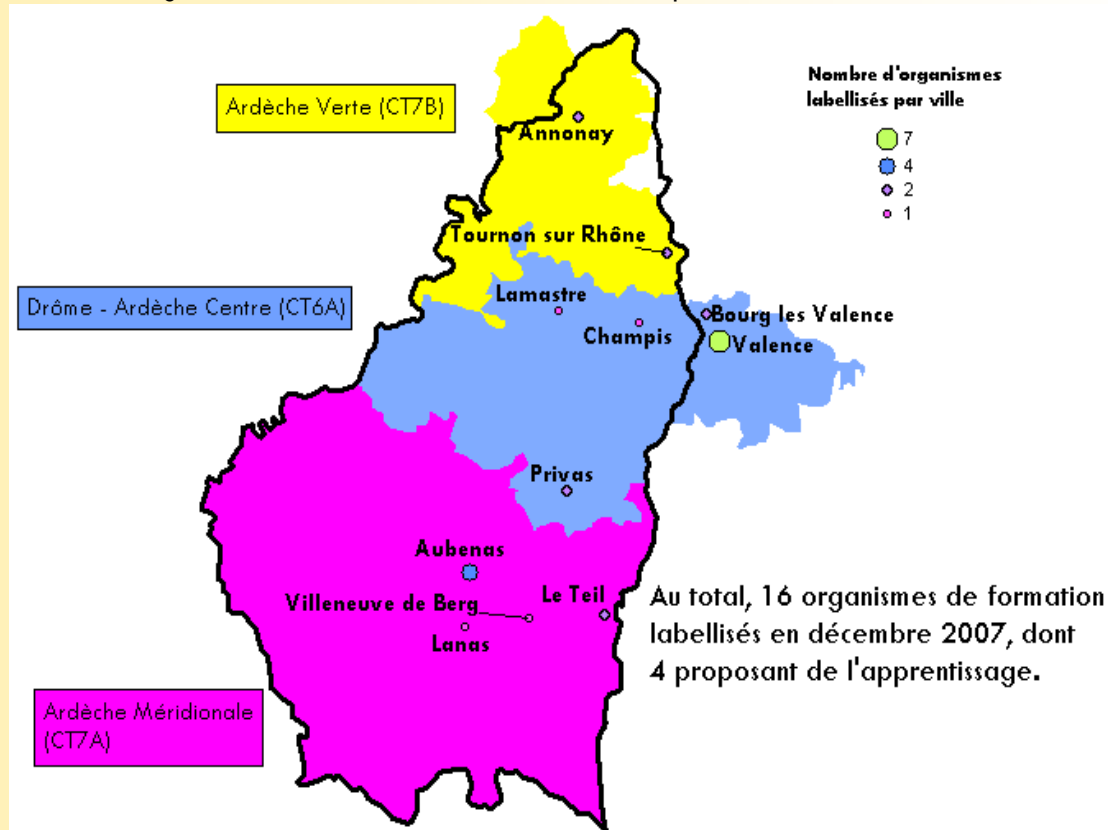 Ardèche Verte (CT7B)
Nombre d'organismes
labellisés par ville
7
4
2
1
Annonay
Tournon sur Rhône
Drôme - Ardèche Centre (CT6A)
Lamastre
Champis
Bourg les Valence
Valence
Privas
Aubenas
Villeneuve de Berg
Le Teil
Lanas
Au total, 16 organismes de formation
labellisés en décembre 2007, dont
4 proposant de l'apprentissage.
Ardèche Méridionale
(CT7A)